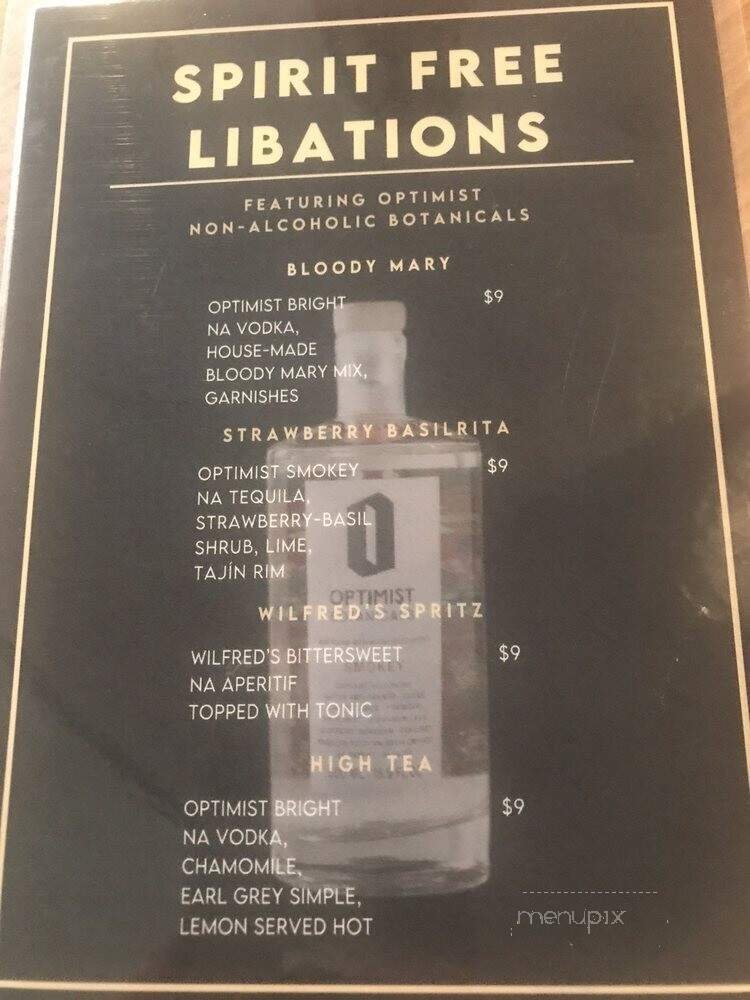 SPIRIT FREE
LIBATIONS
FEATURING OPTIMIST
NON-ALCOHOLIC BOTANICALS
BLOODY MARY
OPTIMIST BRIGHT $9
NA VODKA,
HOUSE-MADE
BLOODY MARY MIX,
GARNISHES
STRAWBERRY BASILRITA
OPTIMIST SMOKEY $9
NA TEQUILA,
STRAWBERRY-BASIL
SHRUB, LIME,
TAJÍN RIM
OPTIMIST
WILFRED'S SPRITZ
WILFRED'S BITTERSWEET $9
NA APERITIF
SMOKEY
TOPPED WITH TONIC
HIGH TEA
OPTIMIST BRIGHT $9
NA VODKA,
CHAMOMILE,
EARL GREY SIMPLE,
LEMON SERVED HOT
menupix